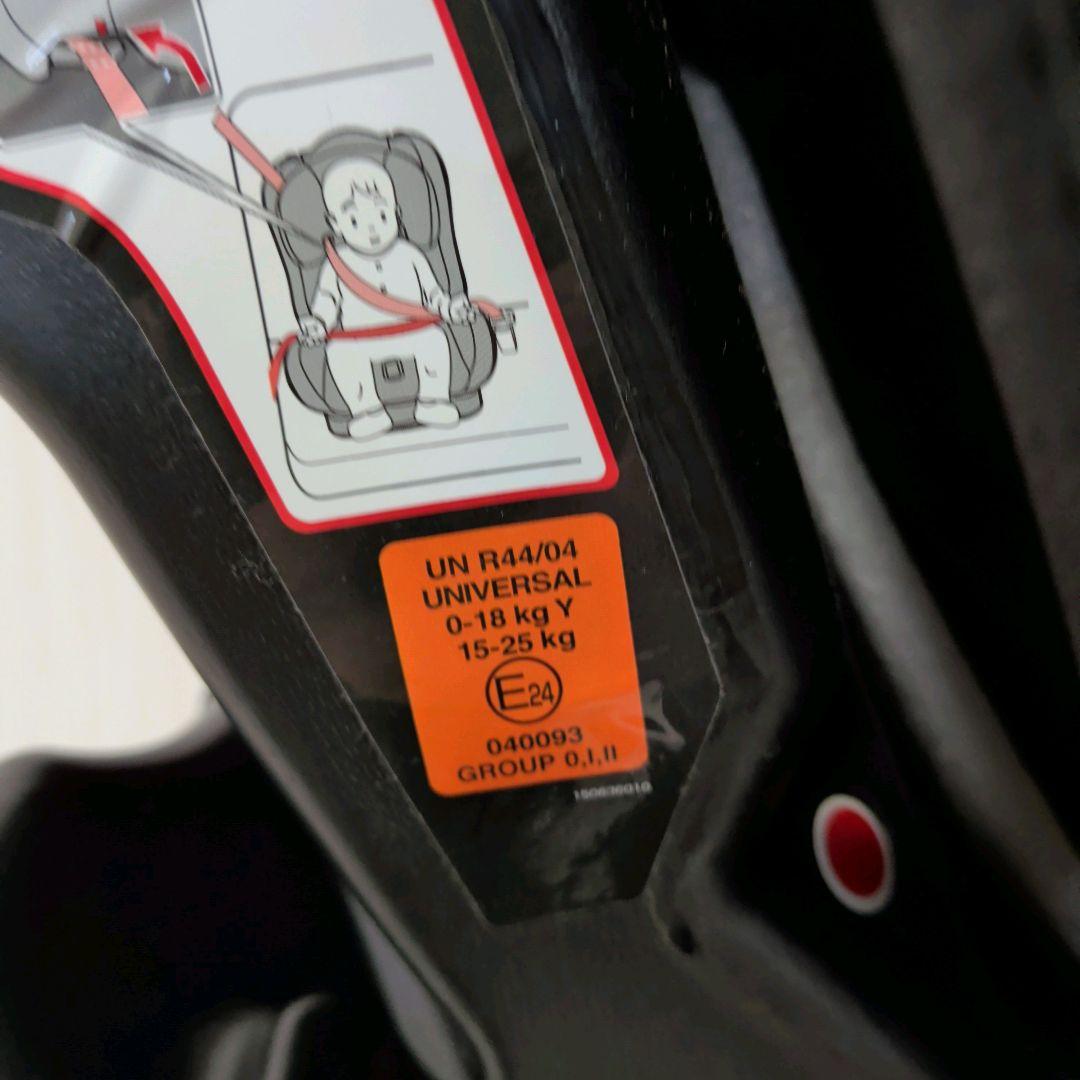 UN R44/04
UNIVERSAL
0-18 kg Y
15-25 kg
E24
040093
GROUP 0,I,II